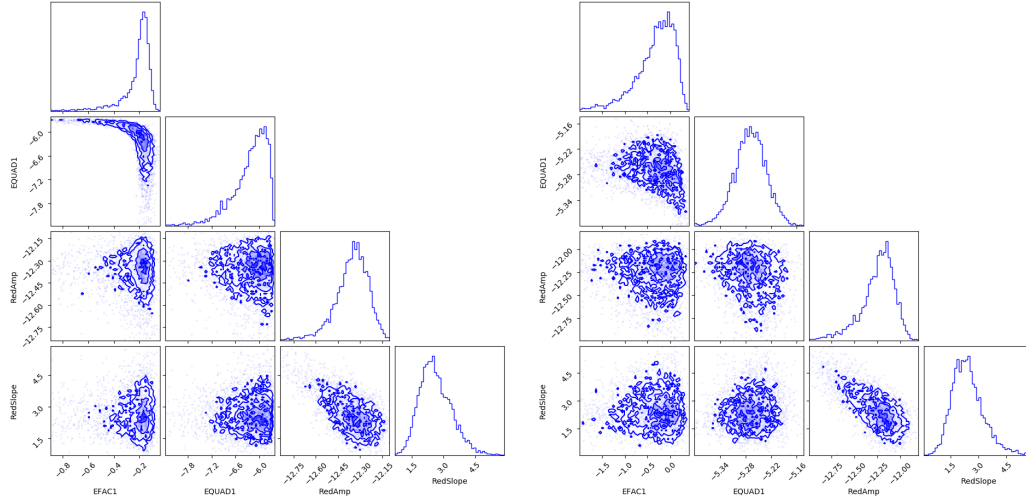 −6.0
−6.6
−7.2
−7.8
EQUAD1
−12.15
−12.30
−12.45
−12.60
−12.75
RedAmp
4.5
3.0
1.5
RedSlope
−0.8 −0.6 −0.4 −0.2
EFAC1
−7.8 −7.2 −6.6 −6.0
EQUAD1
−12.75 −12.60 −12.45 −12.30 −12.15
RedAmp
1.5 3.0 4.5
RedSlope
−5.16
−5.22
−5.28
−5.34
EQUAD1
−12.00
−12.25
−12.50
−12.75
RedAmp
4.5
3.0
1.5
RedSlope
−1.5 −1.0 −0.5 0.0
EFAC1
−5.34 −5.28 −5.22 −5.16
EQUAD1
−12.75 −12.50 −12.25 −12.00
RedAmp
1.5 3.0 4.5
RedSlope